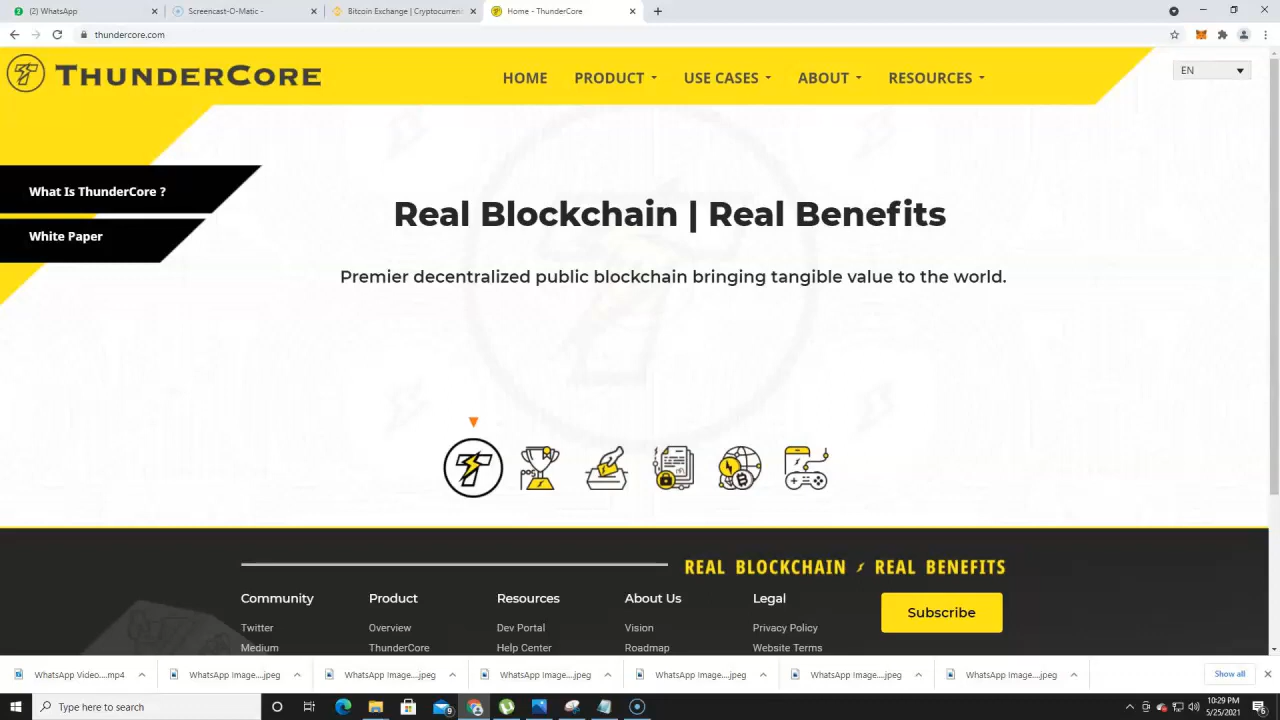 (2) WhatsApp
Screencast-O-Matic -
Bitcoin Exchange | Cryptocurren
Home - ThunderCore
thundercore.com
THUNDERCORE
HOME
PRODUCT
USE CASES
ABOUT
RESOURCES
EN
What Is ThunderCore ?
White Paper
Real Blockchain | Real Benefits
Premier decentralized public blockchain bringing tangible value to the world.
POS
REAL BLOCKCHAIN REAL BENEFITS
Community
Product
Resources
About Us
Legal
Subscribe
Twitter
Overview
Dev Portal
Vision
Privacy Policy
Medium
ThunderCore
Help Center
Roadmap
Website Terms
WhatsApp Video....mp4
WhatsApp Image....jpeg
WhatsApp Image....jpeg
WhatsApp Image....jpeg
WhatsApp Image....jpeg
WhatsApp Image....jpeg
WhatsApp Image....jpeg
Show all
Type here to search
10:29 PM
5/25/2021